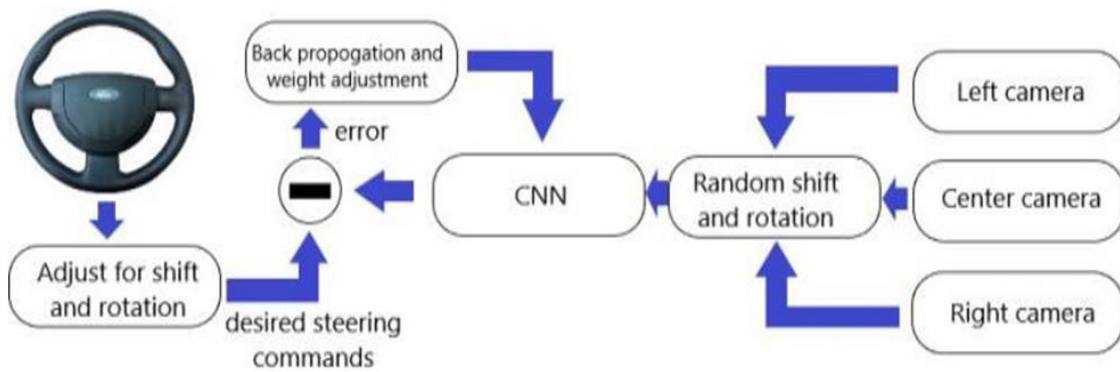 Back propogation and
weight adjustment
error
Left camera
CNN
Random shift
and rotation
Center camera
Adjust for shift
and rotation
desired steering
commands
Right camera